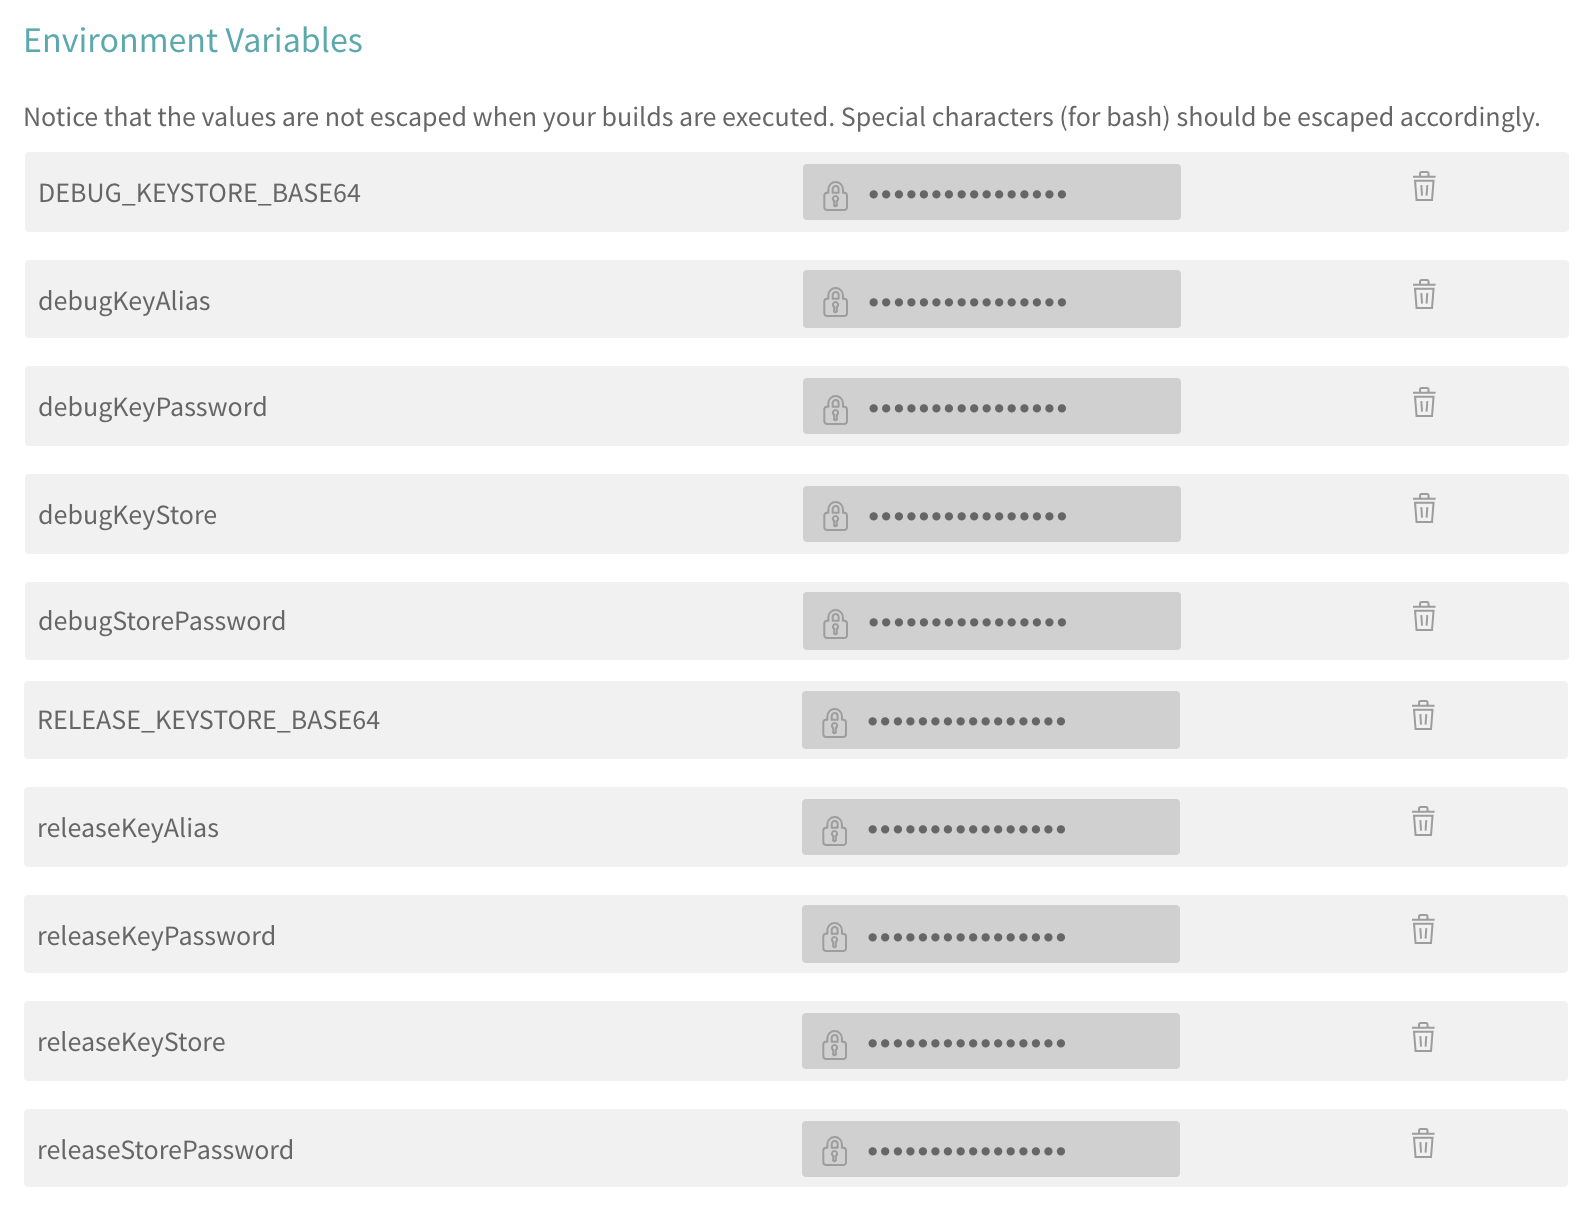 Environment Variables
Notice that the values are not escaped when your builds are executed. Special characters (for bash) should be escaped accordingly.
DEBUG_KEYSTORE_BASE64 ••••••••••••••••
debugKeyAlias ••••••••••••••••
debugKeyPassword ••••••••••••••••
debugKeyStore ••••••••••••••••
debugStorePassword ••••••••••••••••
RELEASE_KEYSTORE_BASE64 ••••••••••••••••
releaseKeyAlias ••••••••••••••••
releaseKeyPassword ••••••••••••••••
releaseKeyStore ••••••••••••••••
releaseStorePassword ••••••••••••••••